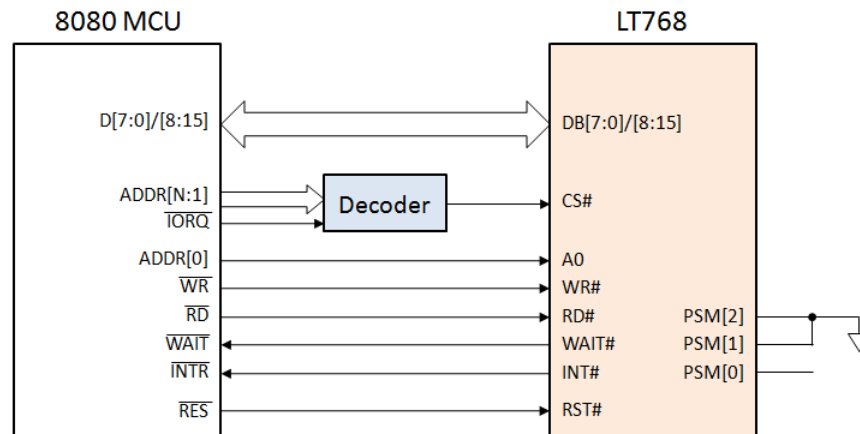 8080 MCU
LT768
D[7:0]/[8:15]
DB[7:0]/[8:15]
ADDR[N:1]
Decoder
CS#
IORQ
ADDR[0]
A0
WR
WR#
RD
RD#
PSM[2]
WAIT
WAIT#
PSM[1]
INTR
INT#
PSM[0]
RES
RST#